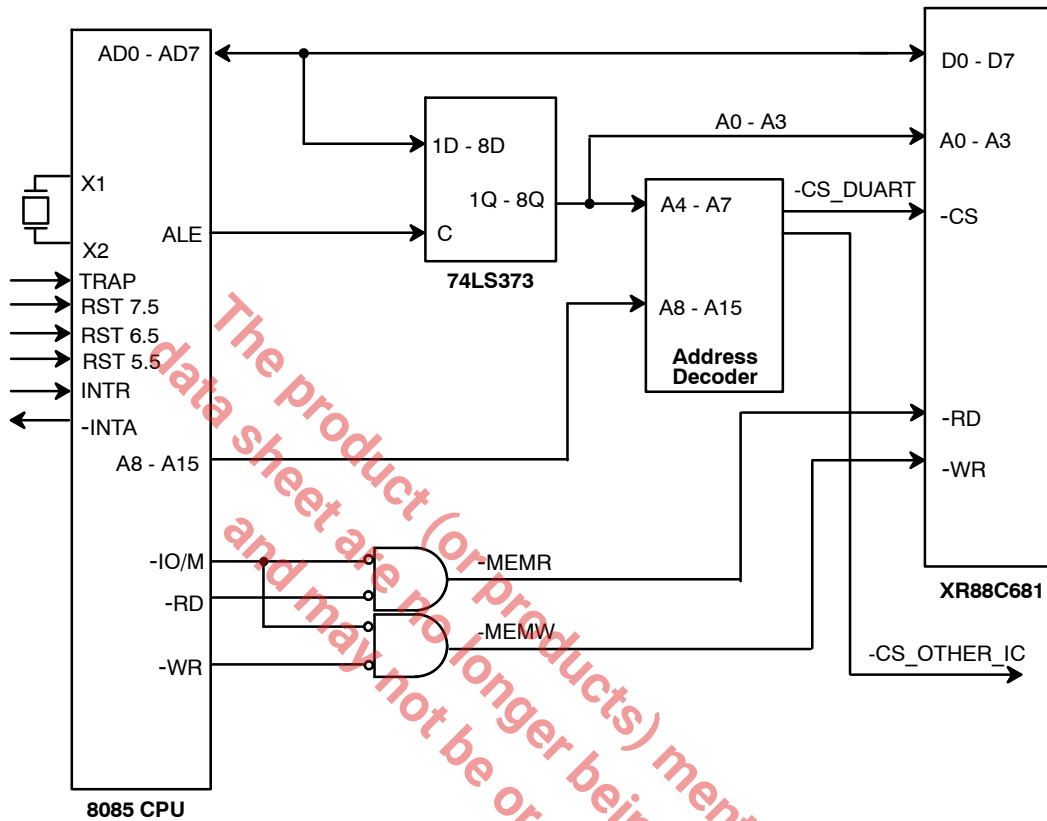 AD0 - AD7
D0 - D7
A0 - A3
1D - 8D
A0 - A3
X1
1Q - 8Q
A4 - A7
-CS_DUART
-CS
ALE
C
X2
74LS373
TRAP
RST 7.5
A8 - A15
RST 6.5
RST 5.5
Address
Decoder
INTR
-INTA
-RD
A8 - A15
-WR
-IO/M
-MEMR
XR88C681
-RD
-MEMW
-CS_OTHER_IC
-WR
8085 CPU
The product (or products) ment
data sheet are no longer bein
and may not be or